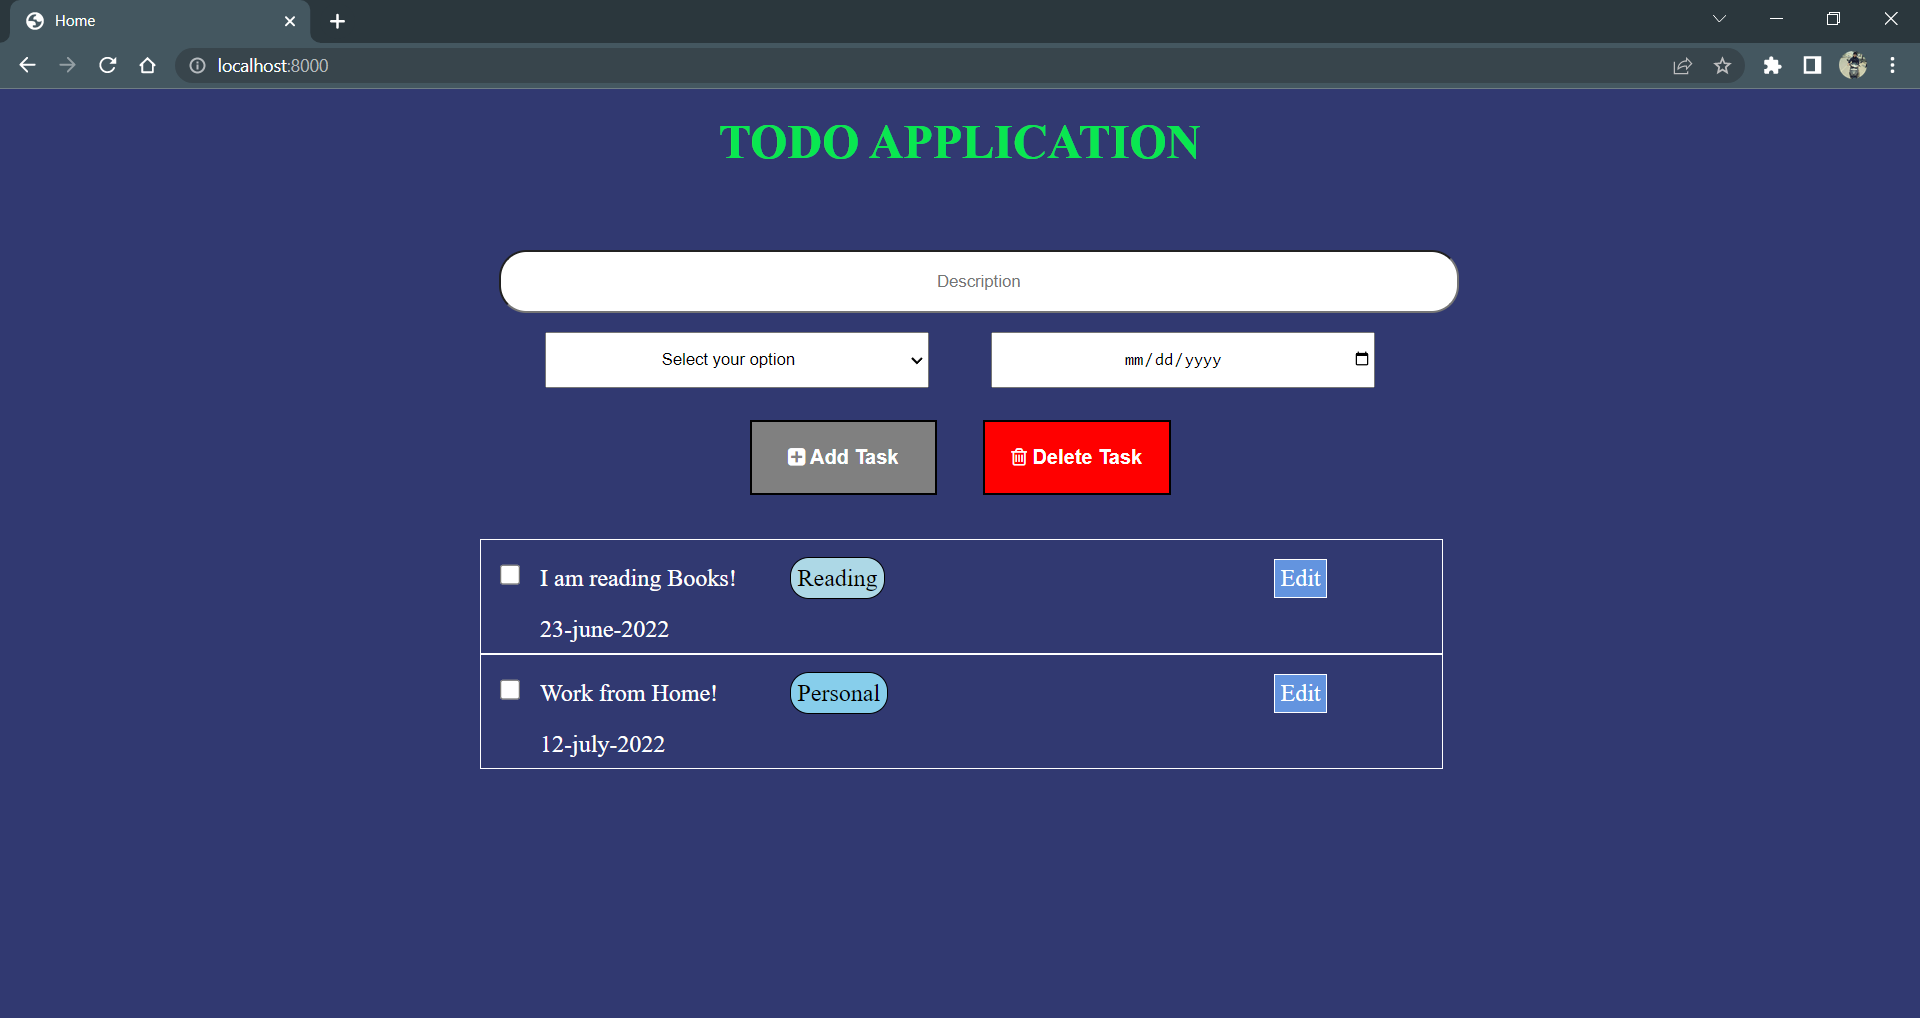 Home
localhost:8000
TODO APPLICATION
Description
Select your option
mm/dd/yyyy
Add Task
Delete Task
I am reading Books!
Reading
Edit
23-june-2022
Work from Home!
Personal
Edit
12-july-2022